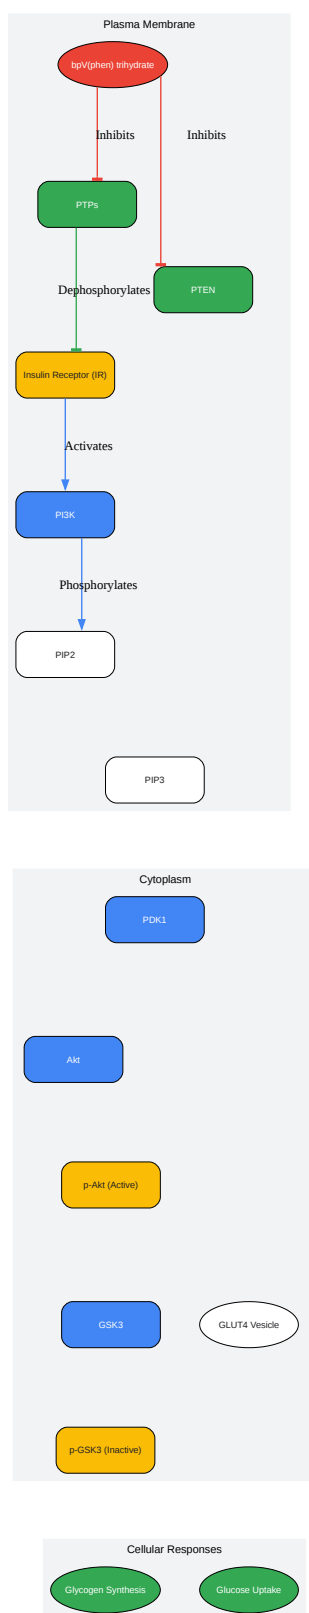 Plasma Membrane
bpV(phen) trihydrate
Inhibits
Inhibits
PTPs
Dephosphorylates
PTEN
Insulin Receptor (IR)
Activates
PI3K
Phosphorylates
PIP2
PIP3
Cytoplasm
PDK1
Akt
p-Akt (Active)
GSK3
GLUT4 Vesicle
p-GSK3 (Inactive)
Cellular Responses
Glycogen Synthesis
Glucose Uptake